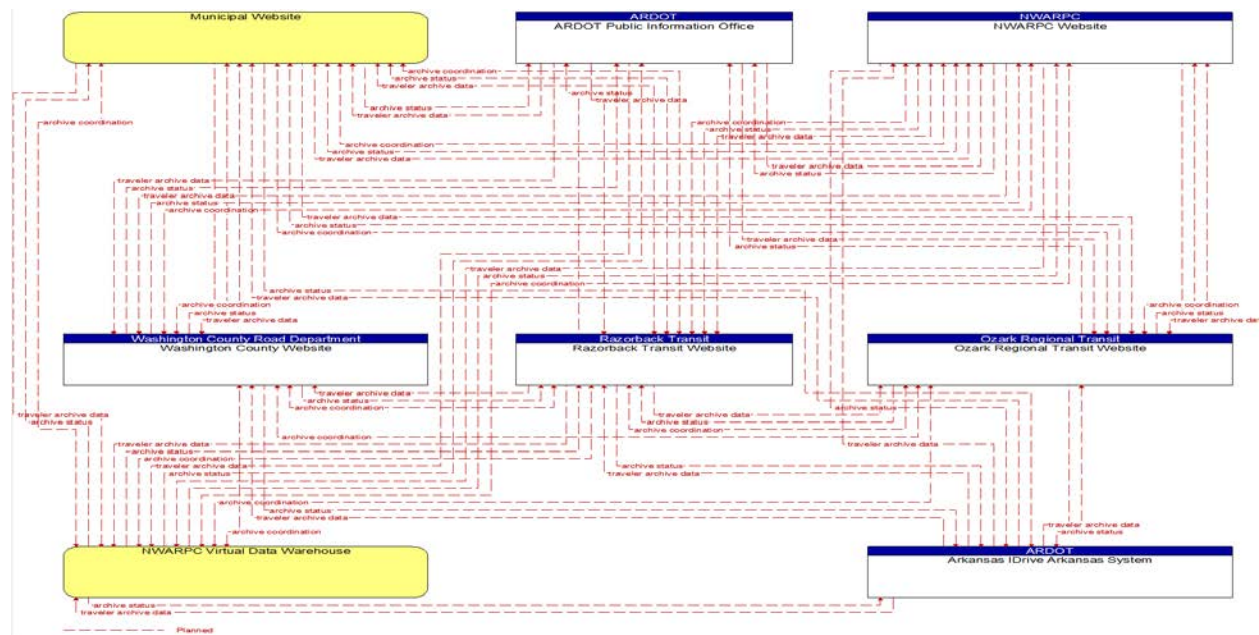 Municipal Website
ARDOT
ARDOT Public Information Office
NWARPC
NWARPC Website
archive coordination
archive status
traveler archive data
archive status
archive status
traveler archive data
traveler archive data
archive coordination
archive coordination
archive status
traveler archive data
archive coordination
archive status
traveler archive data
archive status
traveler archive data
archive status
traveler archive data
archive status
archive coordination
traveler archive data
archive status
archive coordination
traveler archive data
archive status
traveler archive data
archive status
archive coordination
archive status
traveler archive data
archive coordination
archive status
traveler archive data
archive coordination
archive status
traveler archive data
Washington County Road Department
Washington County Website
Razorback Transit
Razorback Transit Website
Ozark Regional Transit
Ozark Regional Transit Website
traveler archive data
archive status
archive coordination
traveler archive data
archive status
archive coordination
archive status
traveler archive data
archive status
archive coordination
traveler archive data
archive status
archive coordination
traveler archive data
archive status
traveler archive data
archive status
traveler archive data
archive coordination
archive status
traveler archive data
archive coordination
traveler archive data
archive status
NWARPC Virtual Data Warehouse
ARDOT
Arkansas IDrive Arkansas System
archive status
traveler archive data
Planned